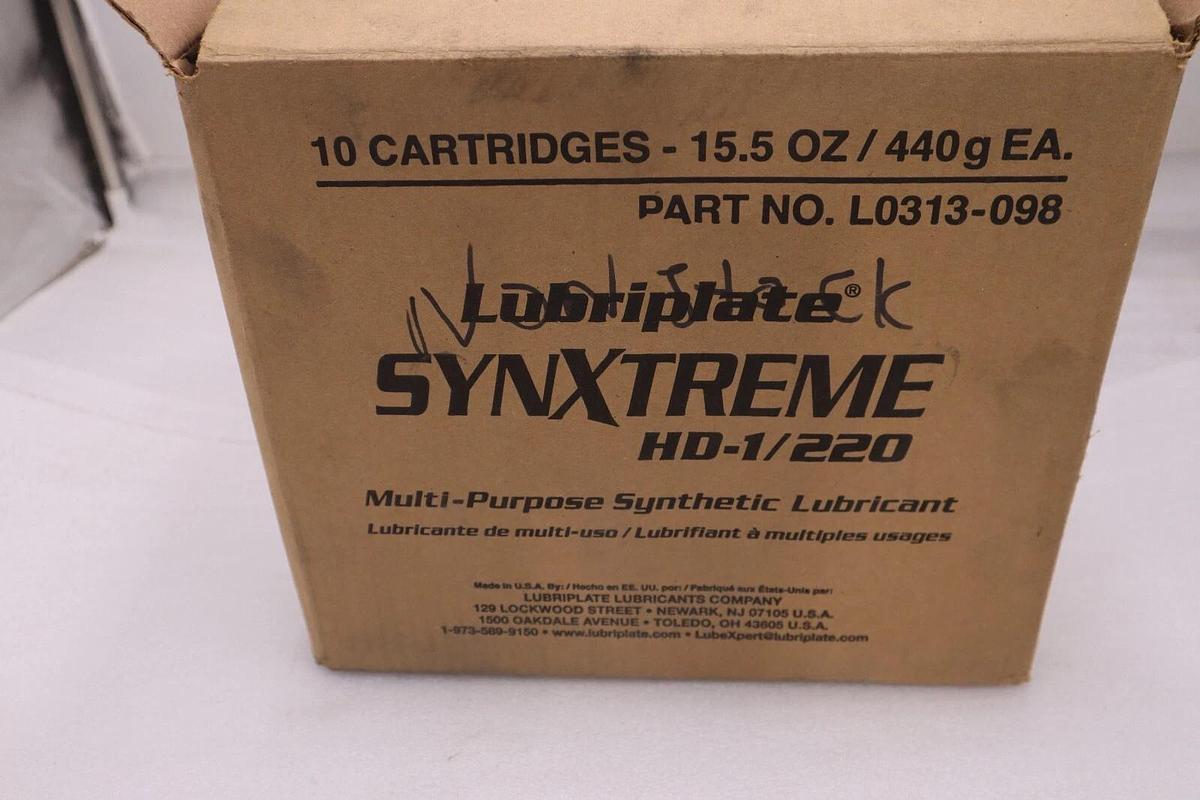 10 CARTRIDGES - 15.5 OZ / 440g EA.
PART NO. L0313-098
Lubriplate®
SYNXTREME
HD-1/220
Multi-Purpose Synthetic Lubricant
Lubricante de multi-uso / Lubrifiant à multiples usages
Made in U.S.A. By: / Hecho en EE. UU. por: / Fabriqué aux États-Unis par:
LUBRIPLATE LUBRICANTS COMPANY
129 LOCKWOOD STREET • NEWARK, NJ 07105 U.S.A.
1500 OAKDALE AVENUE • TOLEDO, OH 43605 U.S.A.
1-973-589-9150 • www.lubriplate.com • LubeXpert@lubriplate.com